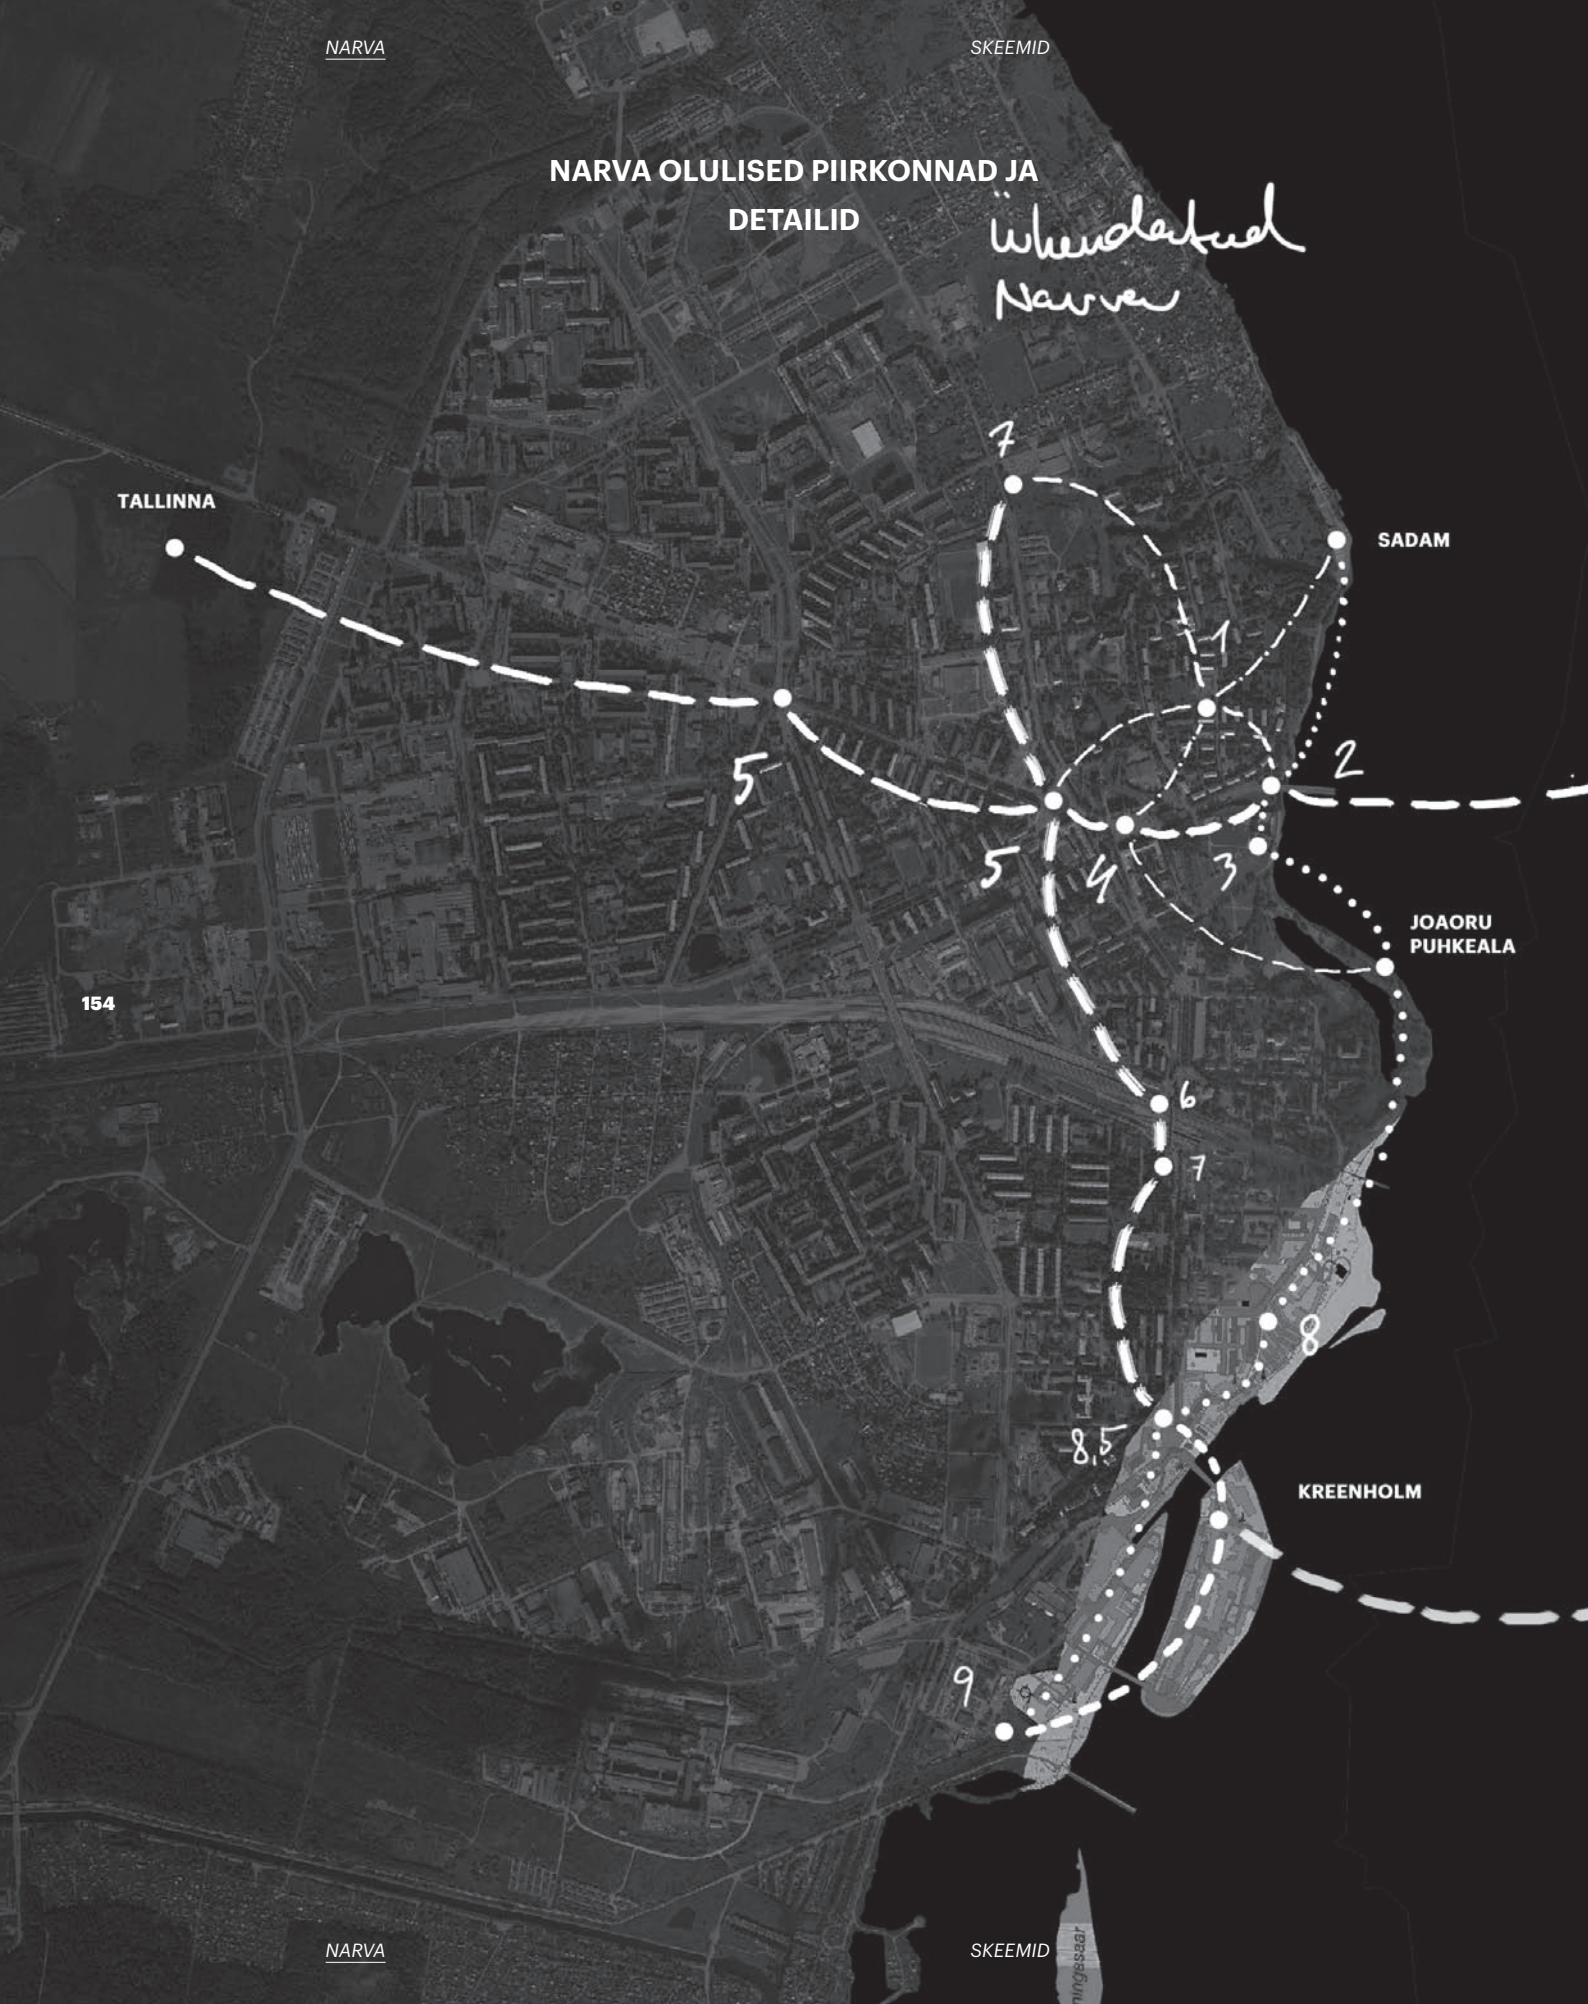 NARVA SKEEMID
NARVA OLULISED PIIRKONNAD JA
DETAILID
ühendatud
Narva
7
TALLINNA
SADAM
1
2
5
5
4
3
JOAORU
PUHKEALA
154
6
7
8
8,5
KREENHOLM
9
NARVA SKEEMID
ningssaar